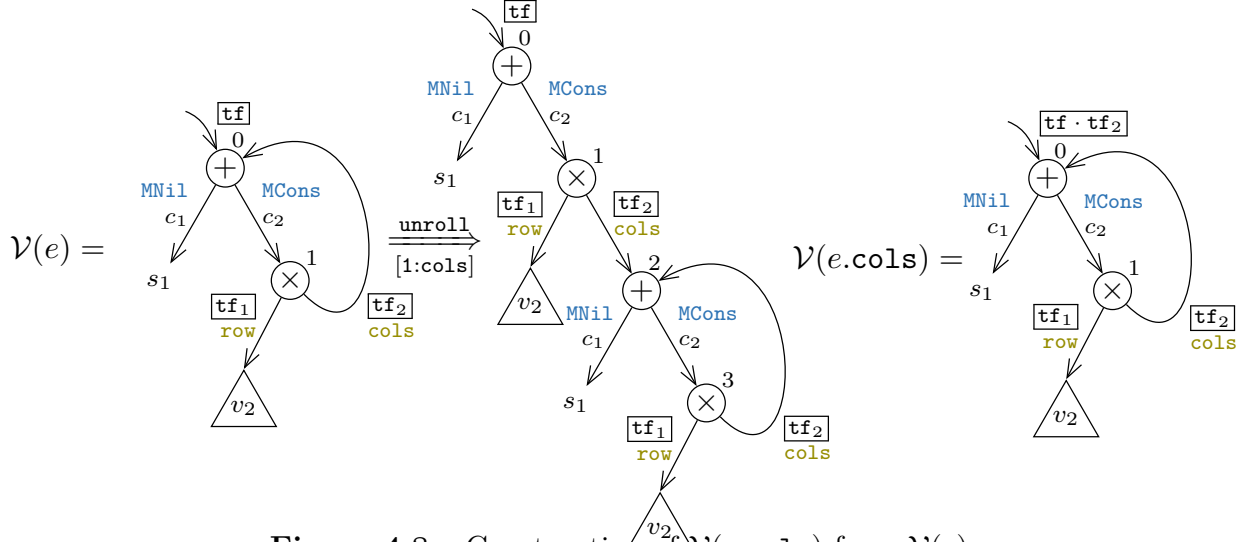 𝒱(e) =
tf
0
+
MNil MCons
c₁ c₂
s₁
1
×
tf₁ tf₂
row cols
v₂
unroll
[1:cols]
tf
0
+
MNil MCons
c₁ c₂
s₁
1
×
tf₁ tf₂
row cols
v₂
2
+
MNil MCons
c₁ c₂
s₁
3
×
tf₁ tf₂
row cols
v₂
𝒱(e.cols) =
tf · tf₂
0
+
MNil MCons
c₁ c₂
s₁
1
×
tf₁ tf₂
row cols
v₂